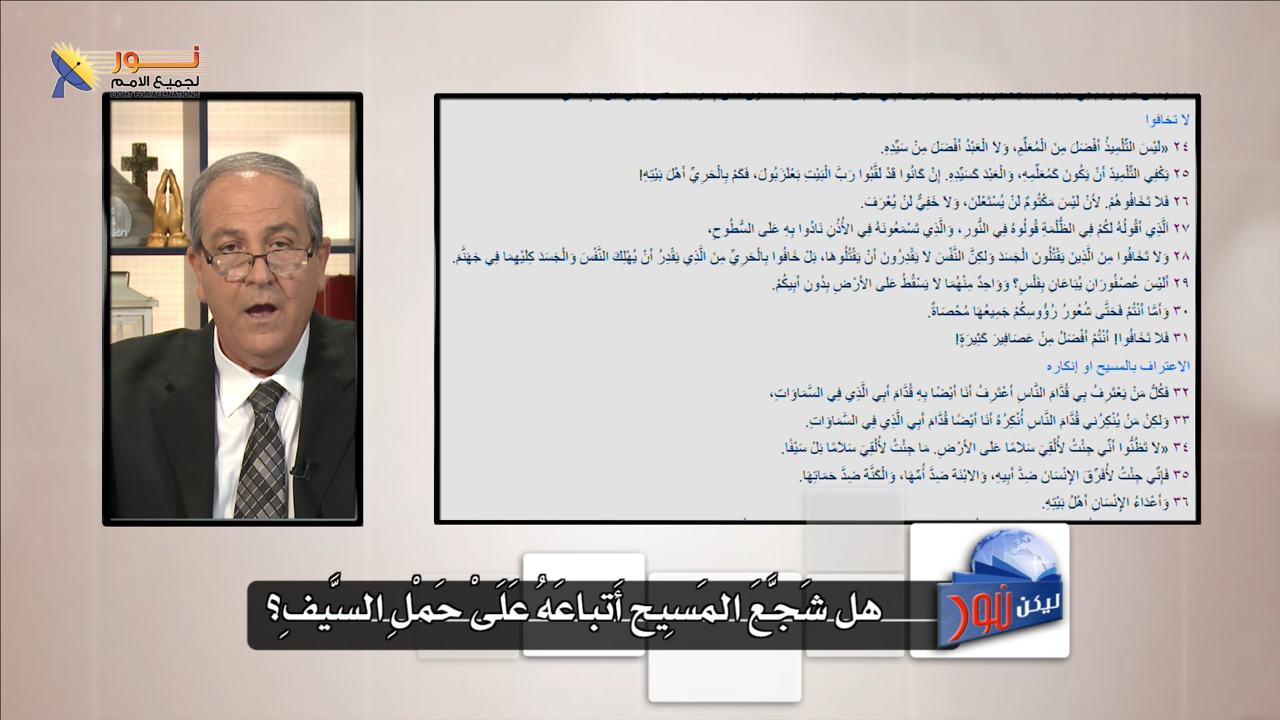 نور
لجميع الامم
LIGHT FOR ALL NATIONS
لا تخافوا
٢٤ «لَيْسَ التِّلْمِيذُ أَفْضَلَ مِنَ الْمُعَلِّمِ، وَلاَ الْعَبْدُ أَفْضَلَ مِنْ سَيِّدِهِ.
٢٥ يَكْفِي التِّلْمِيذَ أَنْ يَكُونَ كَمُعَلِّمِهِ، وَالْعَبْدَ كَسَيِّدِهِ. إِنْ كَانُوا قَدْ لَقَّبُوا رَبَّ الْبَيْتِ بَعْلَزَبُولَ، فَكَمْ بِالْحَرِيِّ أَهْلَ بَيْتِهِ!
٢٦ فَلاَ تَخَافُوهُمْ. لأَنْ لَيْسَ مَكْتُومٌ لَنْ يُسْتَعْلَنَ، وَلاَ خَفِيٌّ لَنْ يُعْرَفَ.
٢٧ اَلَّذِي أَقُولُهُ لَكُمْ فِي الظُّلْمَةِ قُولُوهُ فِي النُّورِ، وَالَّذِي تَسْمَعُونَهُ فِي الأُذُنِ نَادُوا بِهِ عَلَى السُّطُوحِ،
٢٨ وَلاَ تَخَافُوا مِنَ الَّذِينَ يَقْتُلُونَ الْجَسَدَ وَلكِنَّ النَّفْسَ لاَ يَقْدِرُونَ أَنْ يَقْتُلُوهَا، بَلْ خَافُوا بِالْحَرِيِّ مِنَ الَّذِي يَقْدِرُ أَنْ يُهْلِكَ النَّفْسَ وَالْجَسَدَ كِلَيْهِمَا فِي جَهَنَّمَ.
٢٩ أَلَيْسَ عُصْفُورَانِ يُبَاعَانِ بِفَلْسٍ؟ وَوَاحِدٌ مِنْهُمَا لاَ يَسْقُطُ عَلَى الأَرْضِ بِدُونِ أَبِيكُمْ.
٣٠ وَأَمَّا أَنْتُمْ فَحَتَّى شُعُورُ رُؤُوسِكُمْ جَمِيعُهَا مُحْصَاةٌ.
٣١ فَلاَ تَخَافُوا! أَنْتُمْ أَفْضَلُ مِنْ عَصَافِيرَ كَثِيرَةٍ!
الاعتراف بالمسيح او إنكاره
٣٢ فَكُلُّ مَنْ يَعْتَرِفُ بِي قُدَّامَ النَّاسِ أَعْتَرِفُ أَنَا أَيْضًا بِهِ قُدَّامَ أَبِي الَّذِي فِي السَّمَاوَاتِ،
٣٣ وَلكِنْ مَنْ يُنْكِرُني قُدَّامَ النَّاسِ أُنْكِرُهُ أَنَا أَيْضًا قُدَّامَ أَبِي الَّذِي فِي السَّمَاوَاتِ.
٣٤ «لاَ تَظُنُّوا أَنِّي جِئْتُ لأُلْقِيَ سَلاَمًا عَلَى الأَرْضِ. مَا جِئْتُ لأُلْقِيَ سَلاَمًا بَلْ سَيْفًا.
٣٥ فَإِنِّي جِئْتُ لأُفَرِّقَ الإِنْسَانَ ضِدَّ أَبِيهِ، وَالابْنَةَ ضِدَّ أُمِّهَا، وَالْكَنَّةَ ضِدَّ حَمَاتِهَا.
٣٦ وَأَعْدَاءُ الإِنْسَانِ أَهْلُ بَيْتِهِ.
ليكن نور
هل شَجَّعَ المَسِيح أَتباعَهُ عَلَىْ حَمْلِ السيَّفِ؟